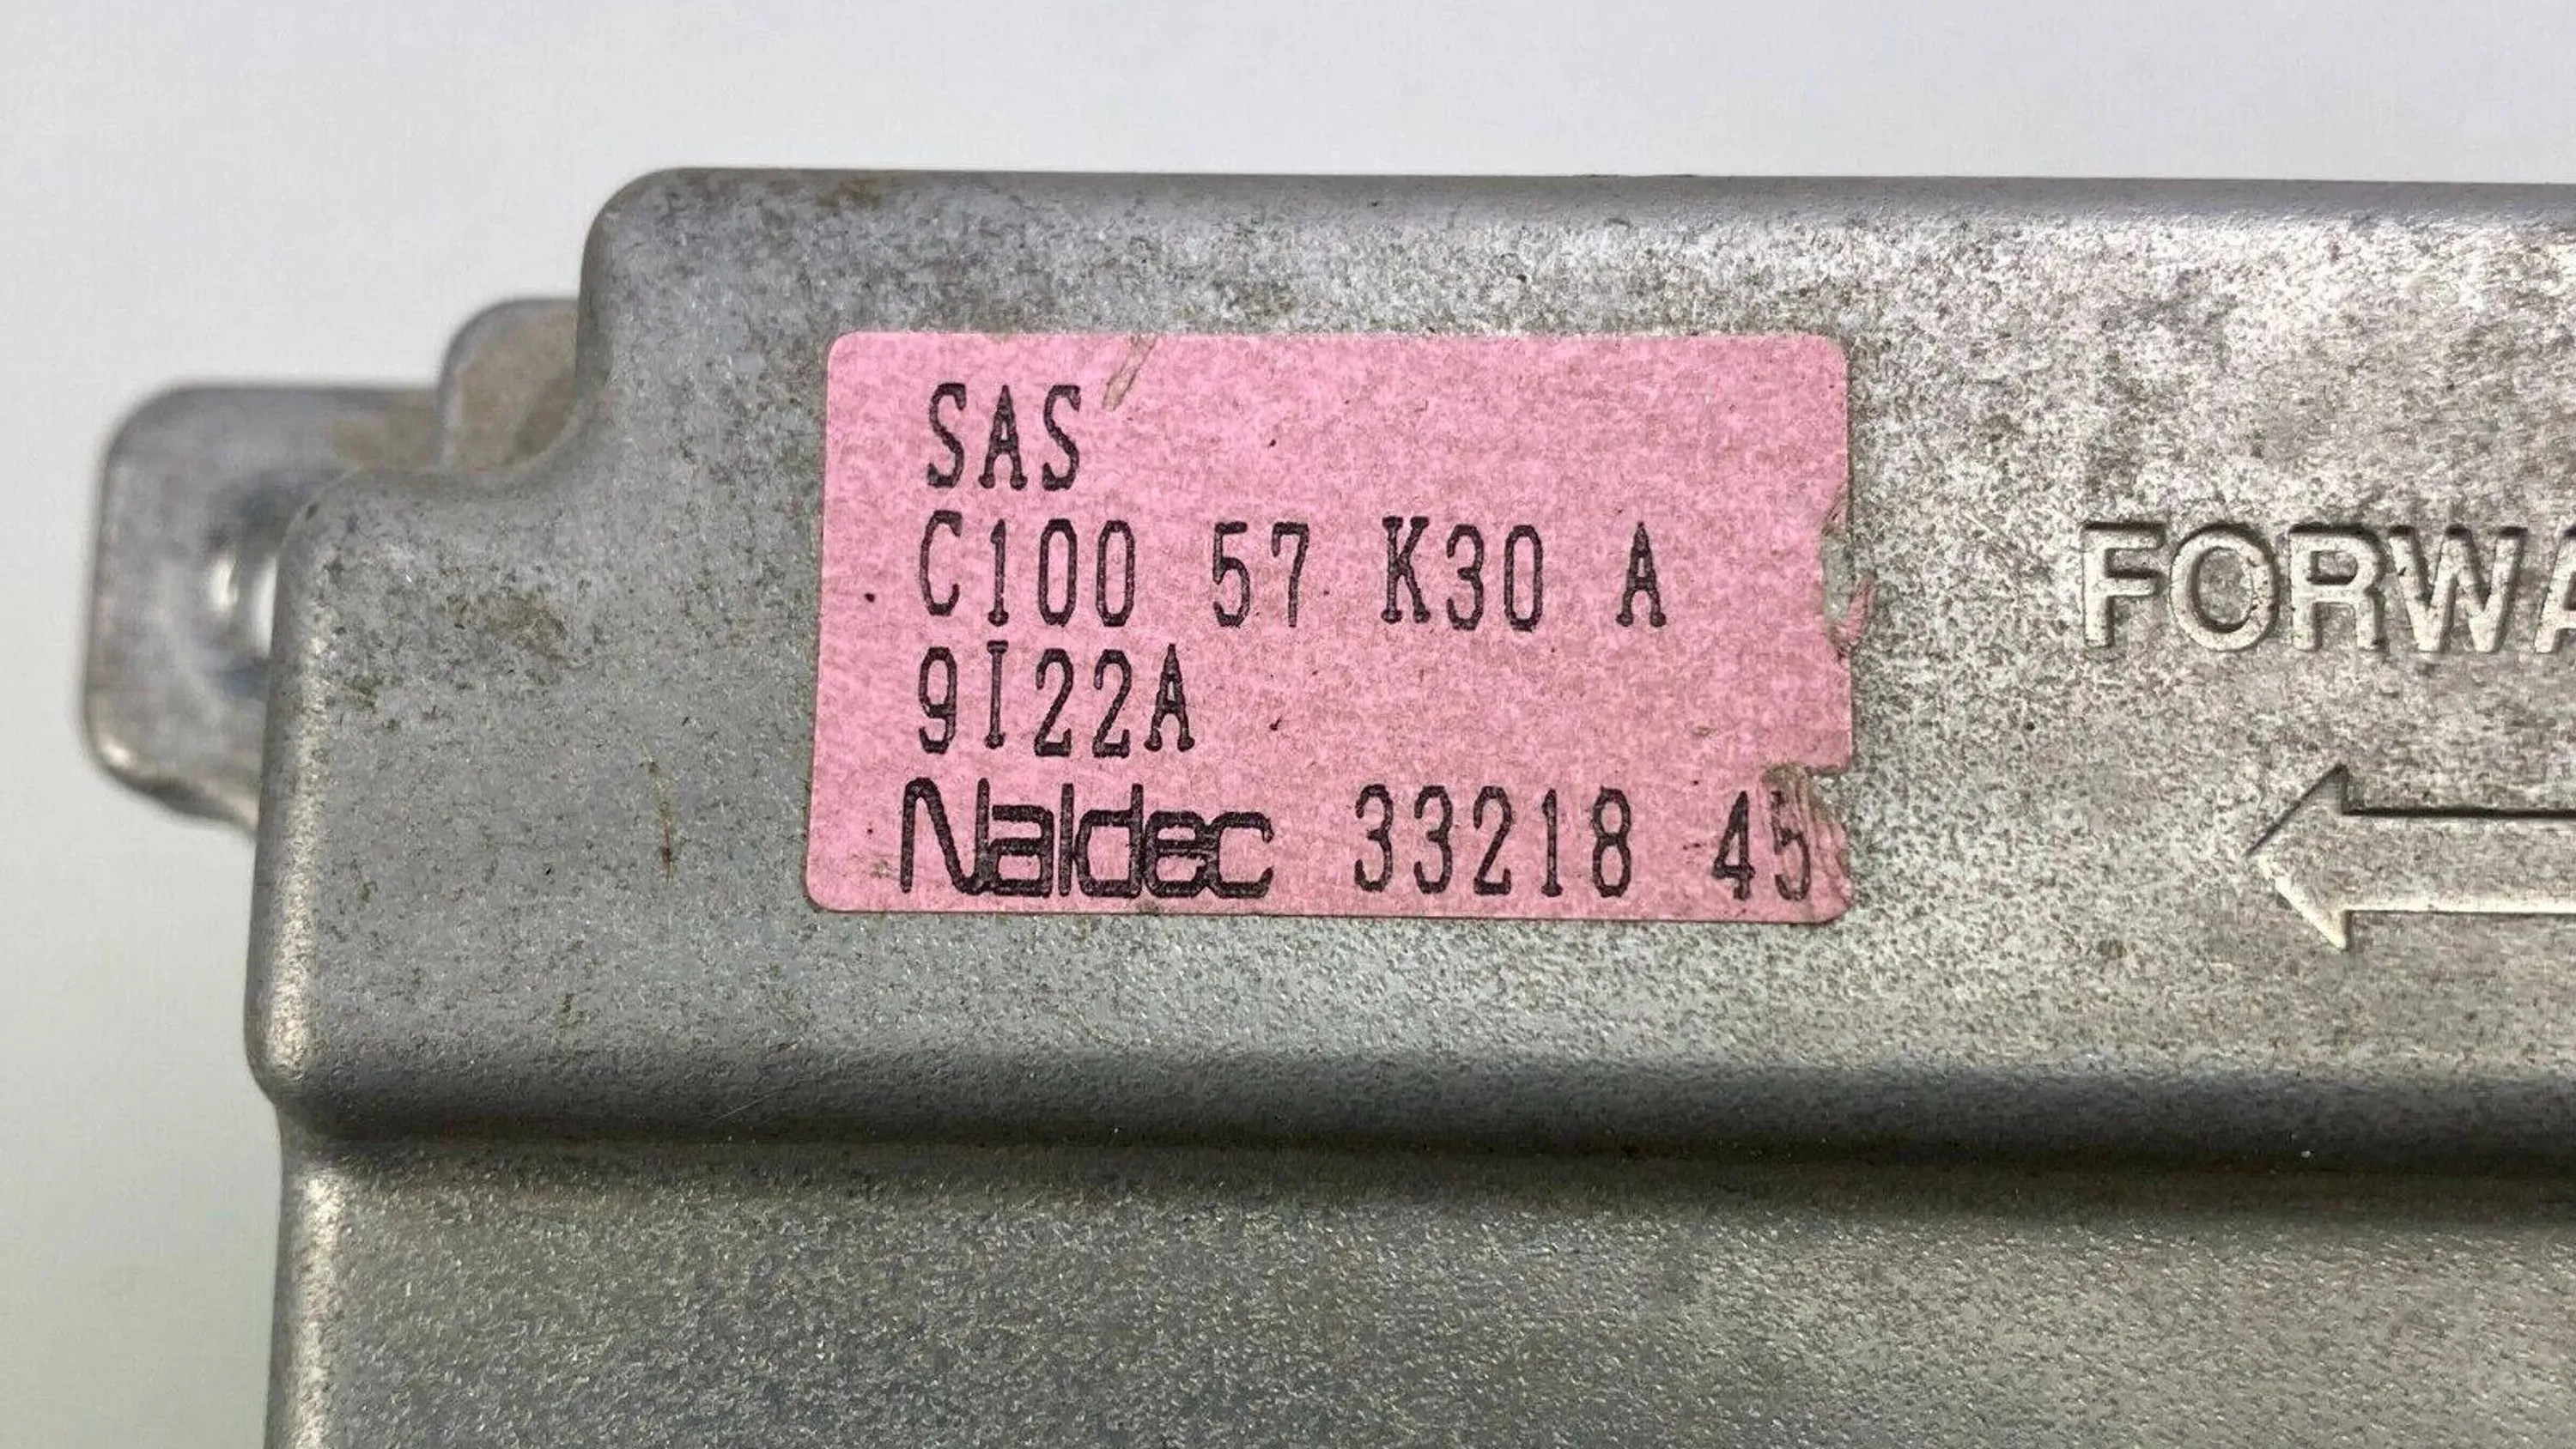 SAS
C100 57 K30 A
9I22A
Naldec 33218 45
FORWA